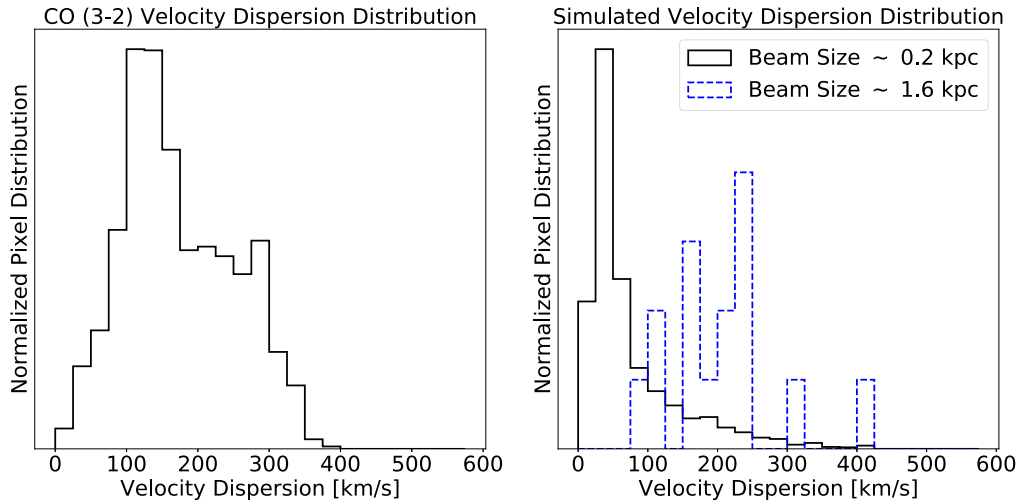 CO (3-2) Velocity Dispersion Distribution
Normalized Pixel Distribution
0 100 200 300 400 500 600
Velocity Dispersion [km/s]
Simulated Velocity Dispersion Distribution
Beam Size ~ 0.2 kpc
Beam Size ~ 1.6 kpc
Normalized Pixel Distribution
0 100 200 300 400 500 600
Velocity Dispersion [km/s]